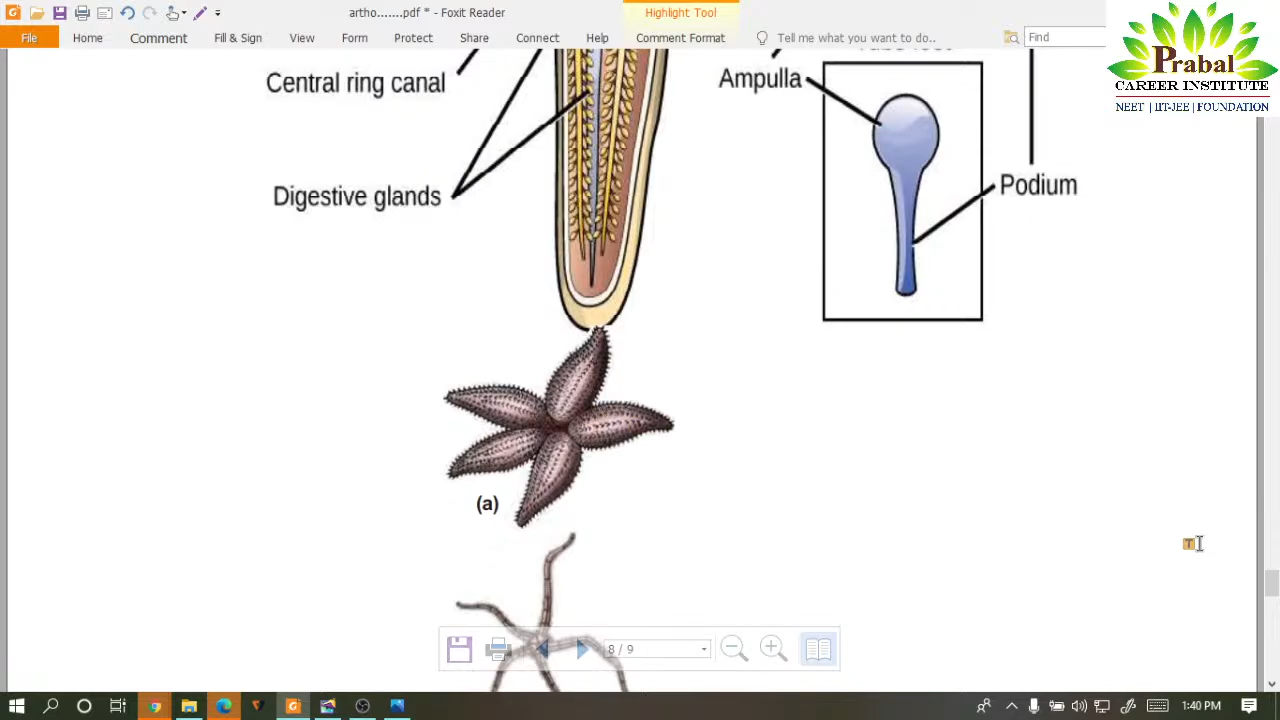 artho.......pdf * - Foxit Reader
Highlight Tool
File
Home
Comment
Fill & Sign
View
Form
Protect
Share
Connect
Help
Comment Format
Tell me what you want to do..
Find
Prabal
CAREER INSTITUTE
NEET | IIT-JEE | FOUNDATION
Central ring canal
Digestive glands
Ampulla
Podium
(a)
8 / 9
1:40 PM